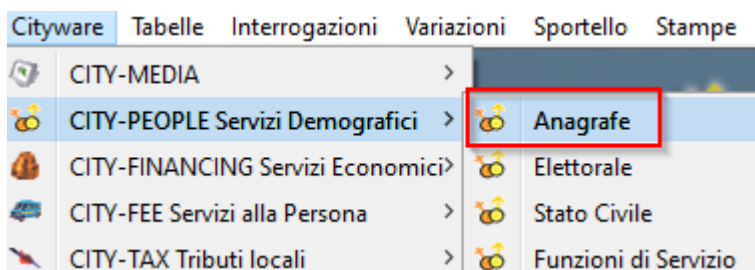 Cityware Tabelle Interrogazioni Variazioni Sportello Stampe
CITY-MEDIA >
CITY-PEOPLE Servizi Demografici > Anagrafe
CITY-FINANCING Servizi Economici> Elettorale
CITY-FEE Servizi alla Persona > Stato Civile
CITY-TAX Tributi locali > Funzioni di Servizio